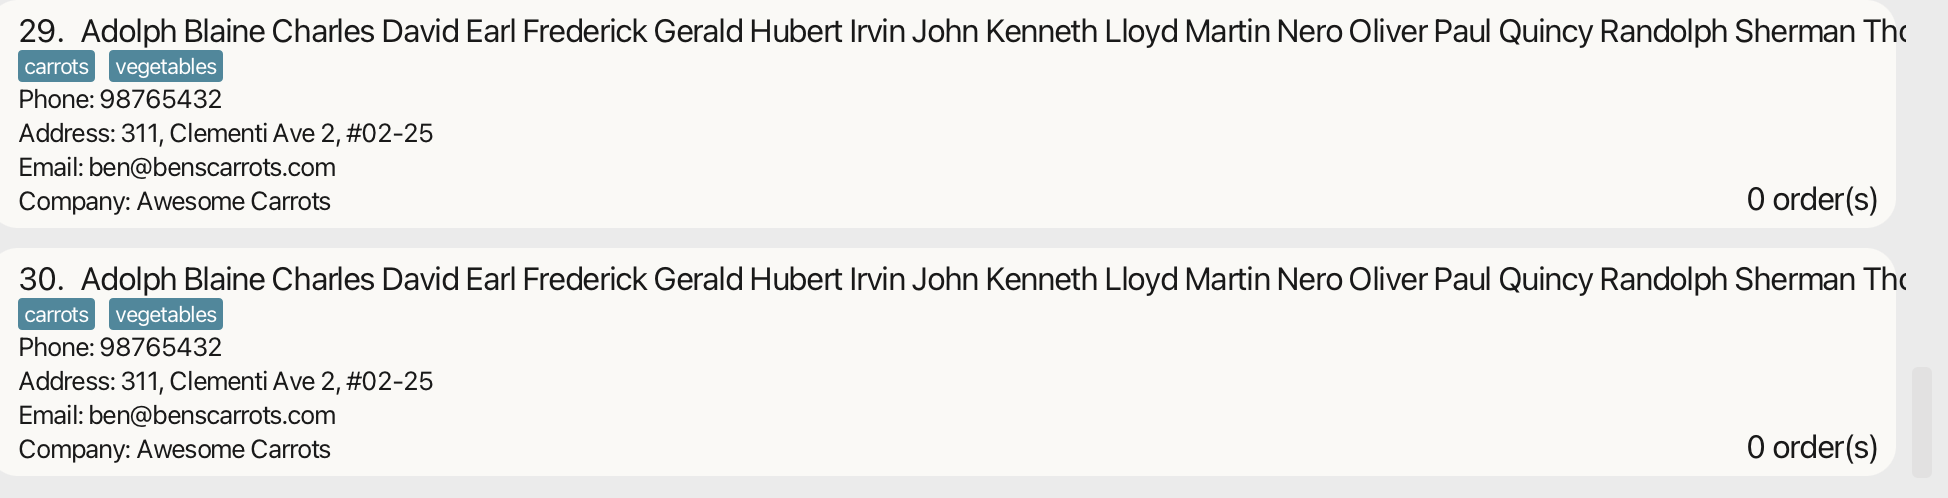 29. Adolph Blaine Charles David Earl Frederick Gerald Hubert Irvin John Kenneth Lloyd Martin Nero Oliver Paul Quincy Randolph Sherman
carrots vegetables
Phone: 98765432
Address: 311, Clementi Ave 2, #02-25
Email: ben@benscarrots.com
Company: Awesome Carrots
0 order(s)
30. Adolph Blaine Charles David Earl Frederick Gerald Hubert Irvin John Kenneth Lloyd Martin Nero Oliver Paul Quincy Randolph Sherman
carrots vegetables
Phone: 98765432
Address: 311, Clementi Ave 2, #02-25
Email: ben@benscarrots.com
Company: Awesome Carrots
0 order(s)